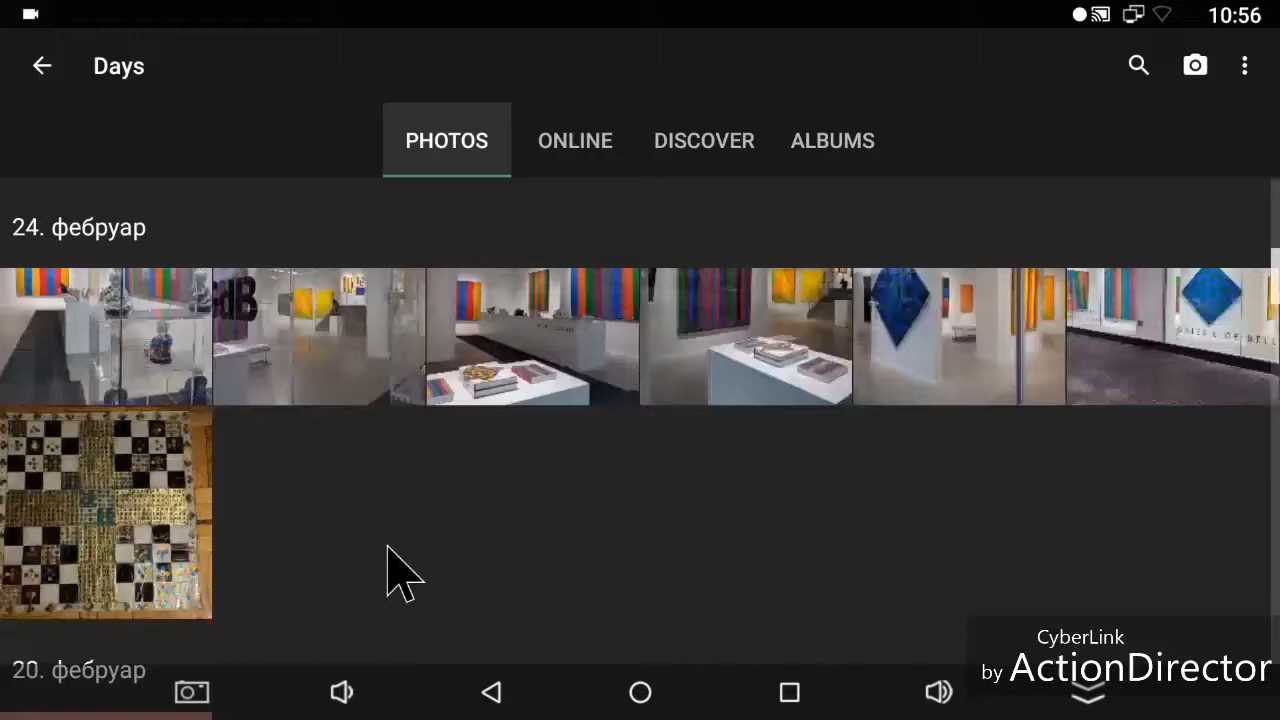 10:56
Days
PHOTOS ONLINE DISCOVER ALBUMS
24. фебруар
20. фебруар
CyberLink
by ActionDirector